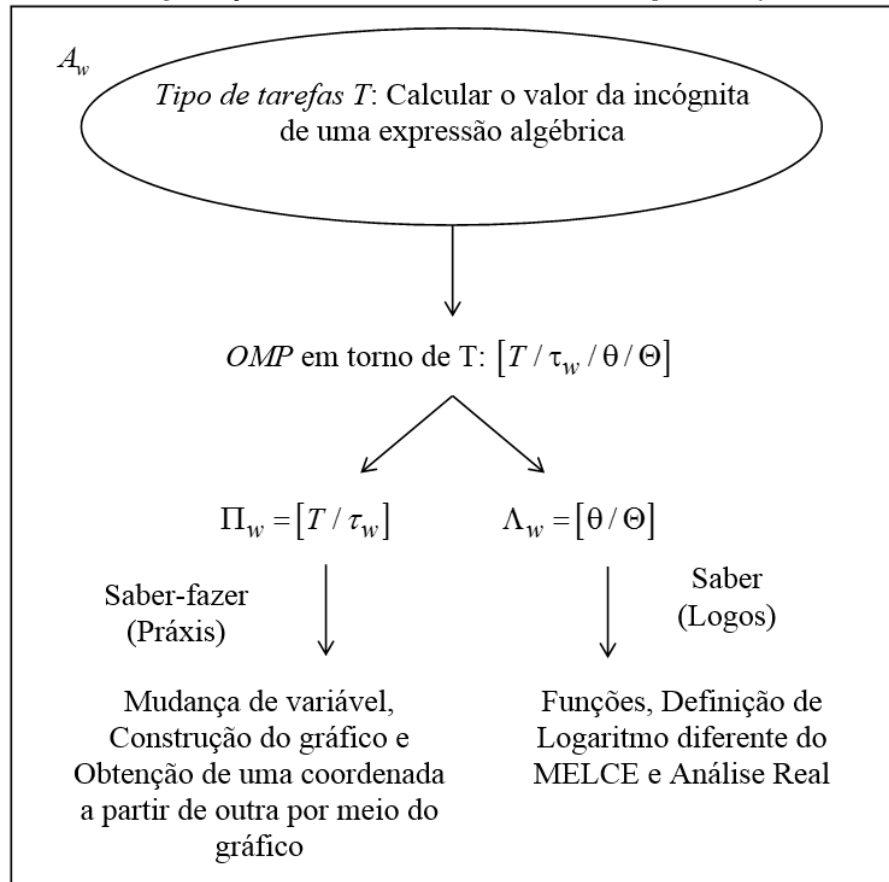 A_w
Tipo de tarefas T: Calcular o valor da incógnita
de uma expressão algébrica
OMP em torno de T: [T / τ_w / θ / Θ]
Π_w = [T / τ_w]
Λ_w = [θ / Θ]
Saber-fazer
(Práxis)
Saber
(Logos)
Mudança de variável,
Construção do gráfico e
Obtenção de uma coordenada
a partir de outra por meio do
gráfico
Funções, Definição de
Logaritmo diferente do
MELCE e Análise Real